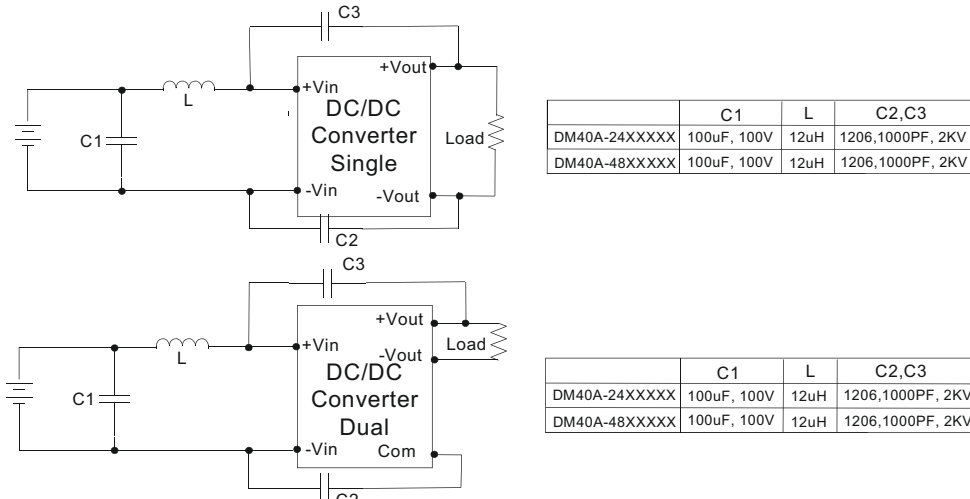 C3
+Vout
+Vin
L
DC/DC
Converter
Single
C1
Load
-Vin
-Vout
C2
C1 L C2,C3
DM40A-24XXXXX 100uF, 100V 12uH 1206,1000PF, 2KV
DM40A-48XXXXX 100uF, 100V 12uH 1206,1000PF, 2KV
C3
+Vout
+Vin
Load
L
-Vout
DC/DC
Converter
Dual
C1
-Vin
Com
C2
C1 L C2,C3
DM40A-24XXXXX 100uF, 100V 12uH 1206,1000PF, 2KV
DM40A-48XXXXX 100uF, 100V 12uH 1206,1000PF, 2KV